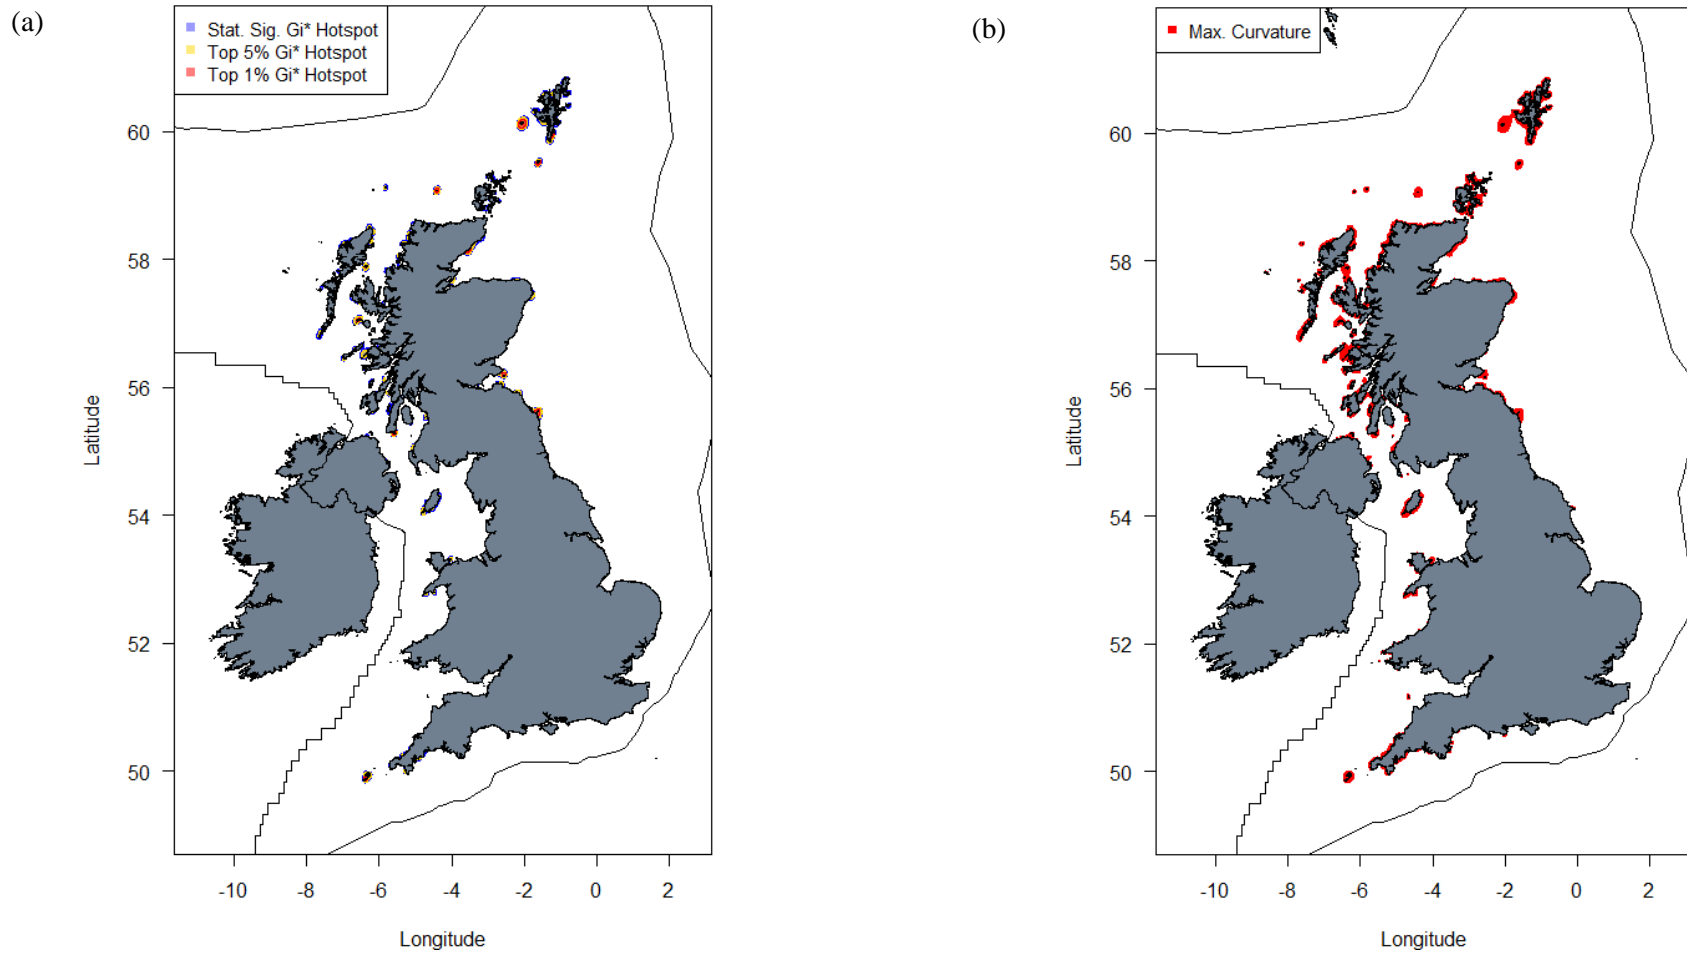 (a)
Stat. Sig. Gi* Hotspot
Top 5% Gi* Hotspot
Top 1% Gi* Hotspot
60
58
56
54
52
50
Latitude
-10 -8 -6 -4 -2 0 2
Longitude
(b)
Max. Curvature
60
58
56
54
52
50
Latitude
-10 -8 -6 -4 -2 0 2
Longitude